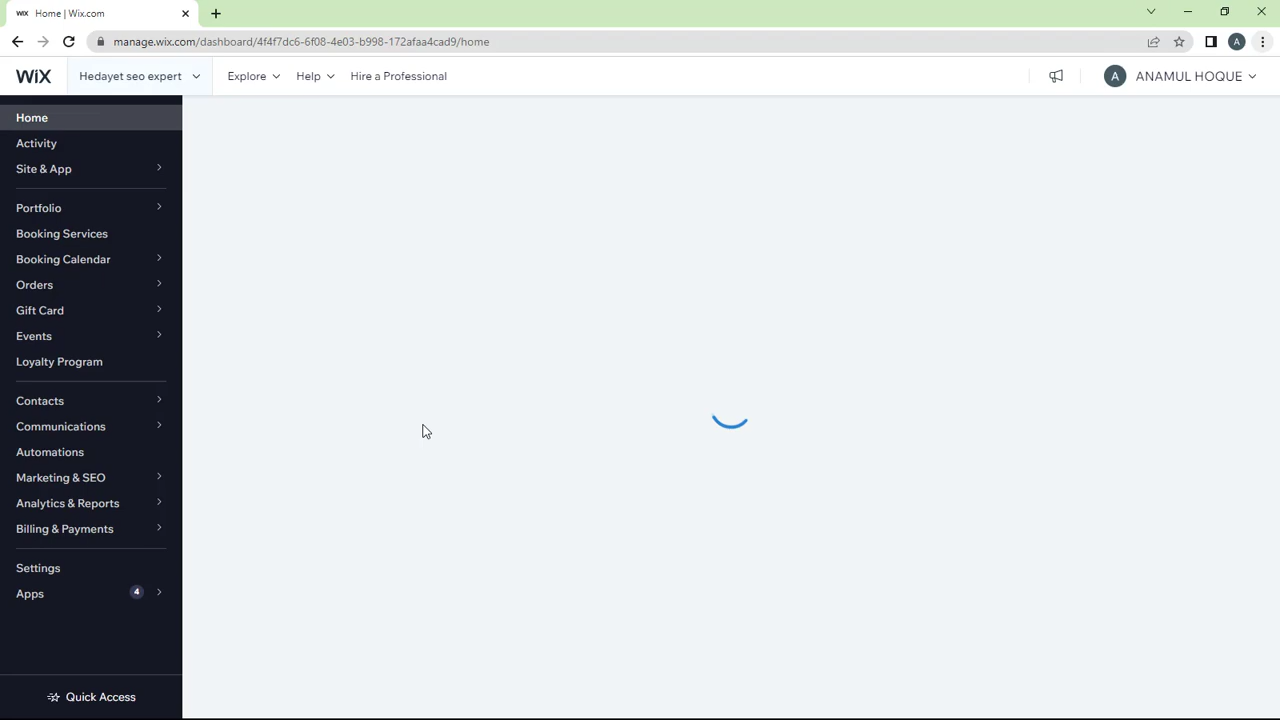 WiX Home | Wix.com
manage.wix.com/dashboard/4f4f7dc6-6f08-4e03-b998-172afaa4cad9/home
A
WiX
Hedayet seo expert
Explore
Help
Hire a Professional
A
ANAMUL HOQUE
Home
Activity
Site & App
Portfolio
Booking Services
Booking Calendar
Orders
Gift Card
Events
Loyalty Program
Contacts
Communications
Automations
Marketing & SEO
Analytics & Reports
Billing & Payments
Settings
Apps 4
Quick Access